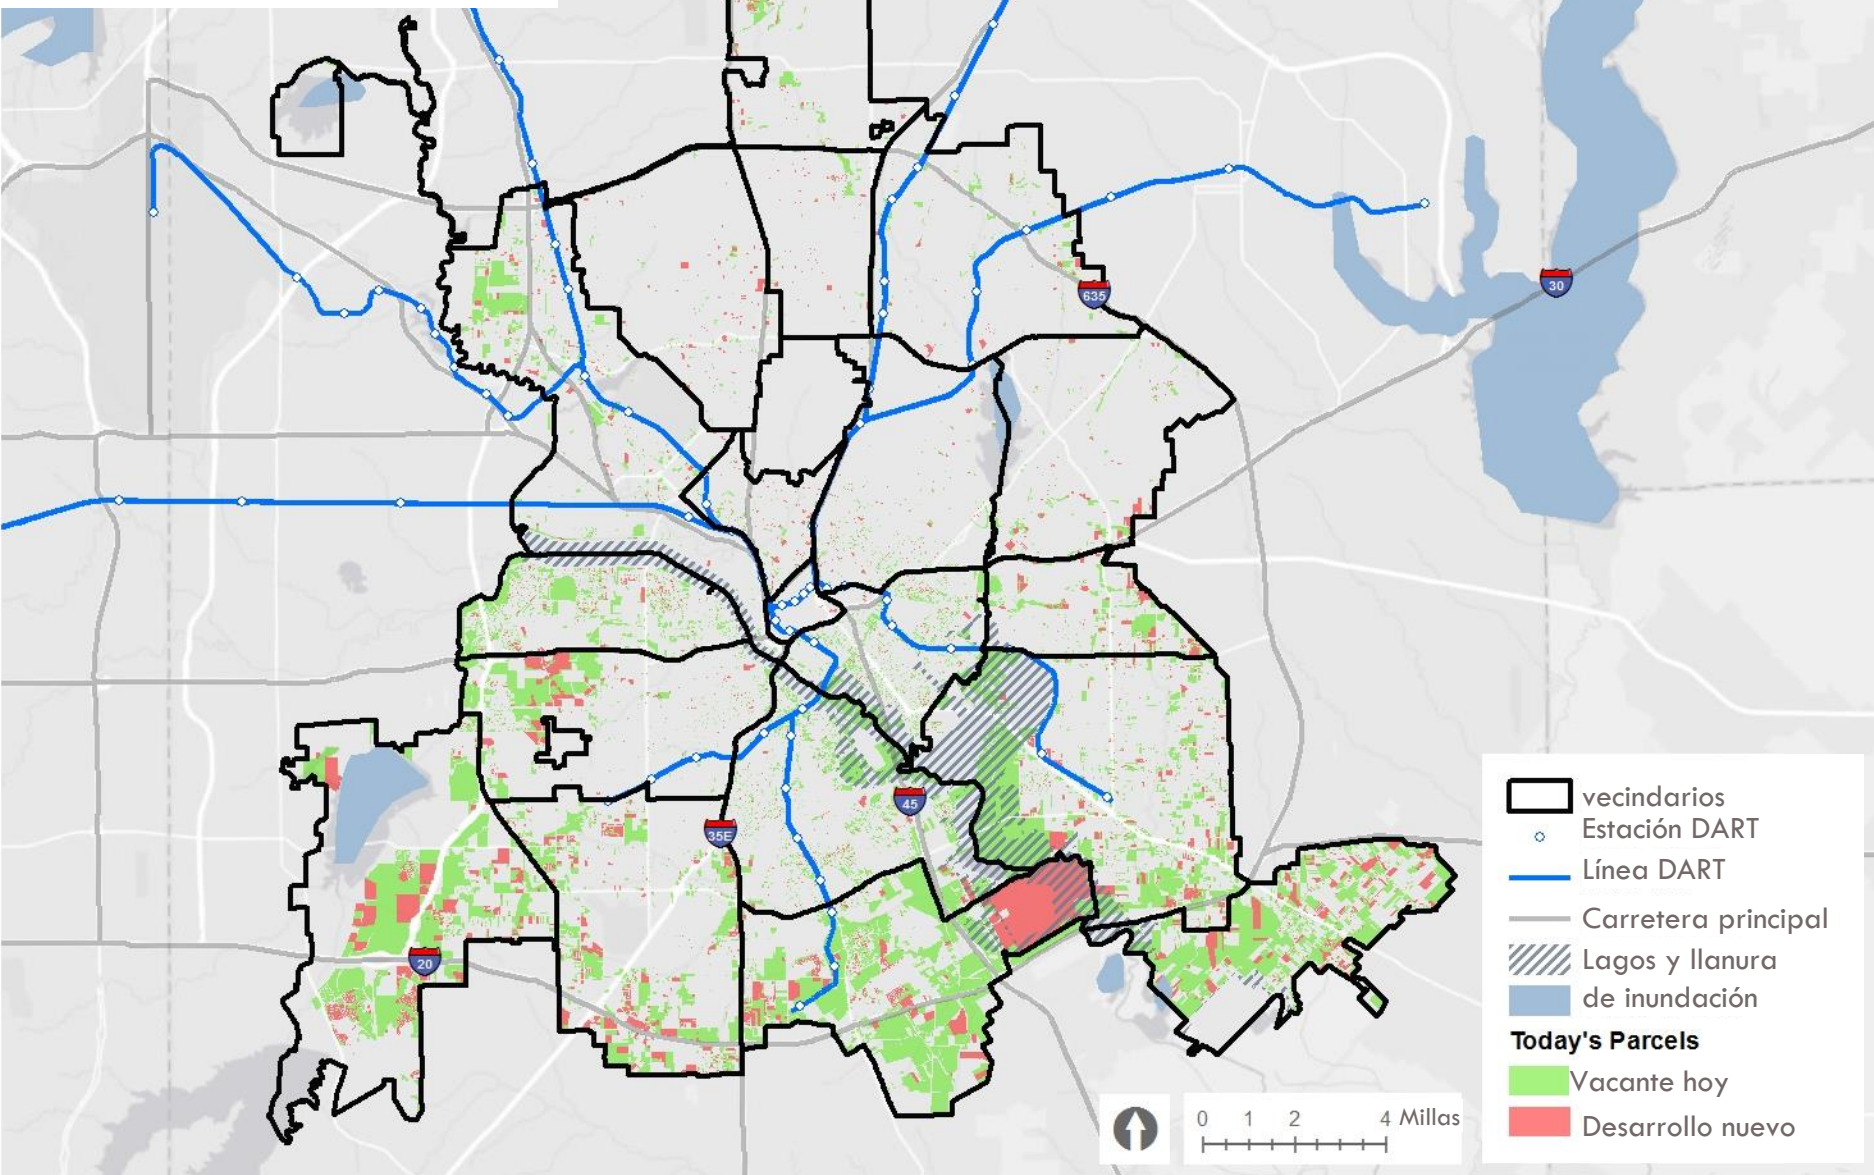 635
30
45
35E
20
vecindarios
Estación DART
Línea DART
Carretera principal
Lagos y llanura
de inundación
Today's Parcels
Vacante hoy
Desarrollo nuevo
0 1 2 4 Millas